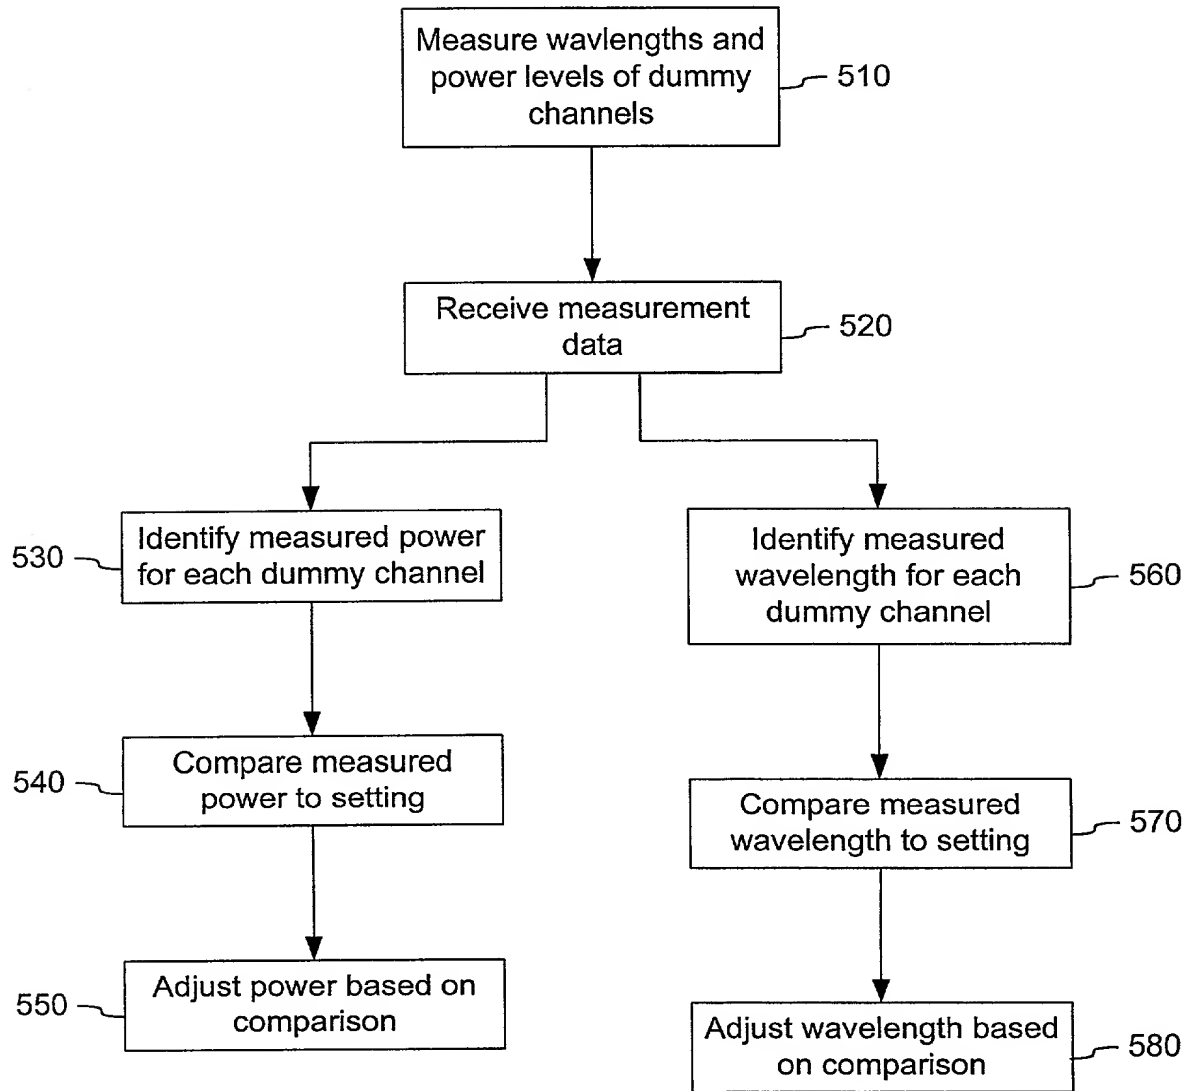 Measure wavlengths and
power levels of dummy
channels
510
Receive measurement
data
520
530
Identify measured power
for each dummy channel
540
Compare measured
power to setting
550
Adjust power based on
comparison
Identify measured
wavelength for each
dummy channel
560
Compare measured
wavelength to setting
570
Adjust wavelength based
on comparison
580